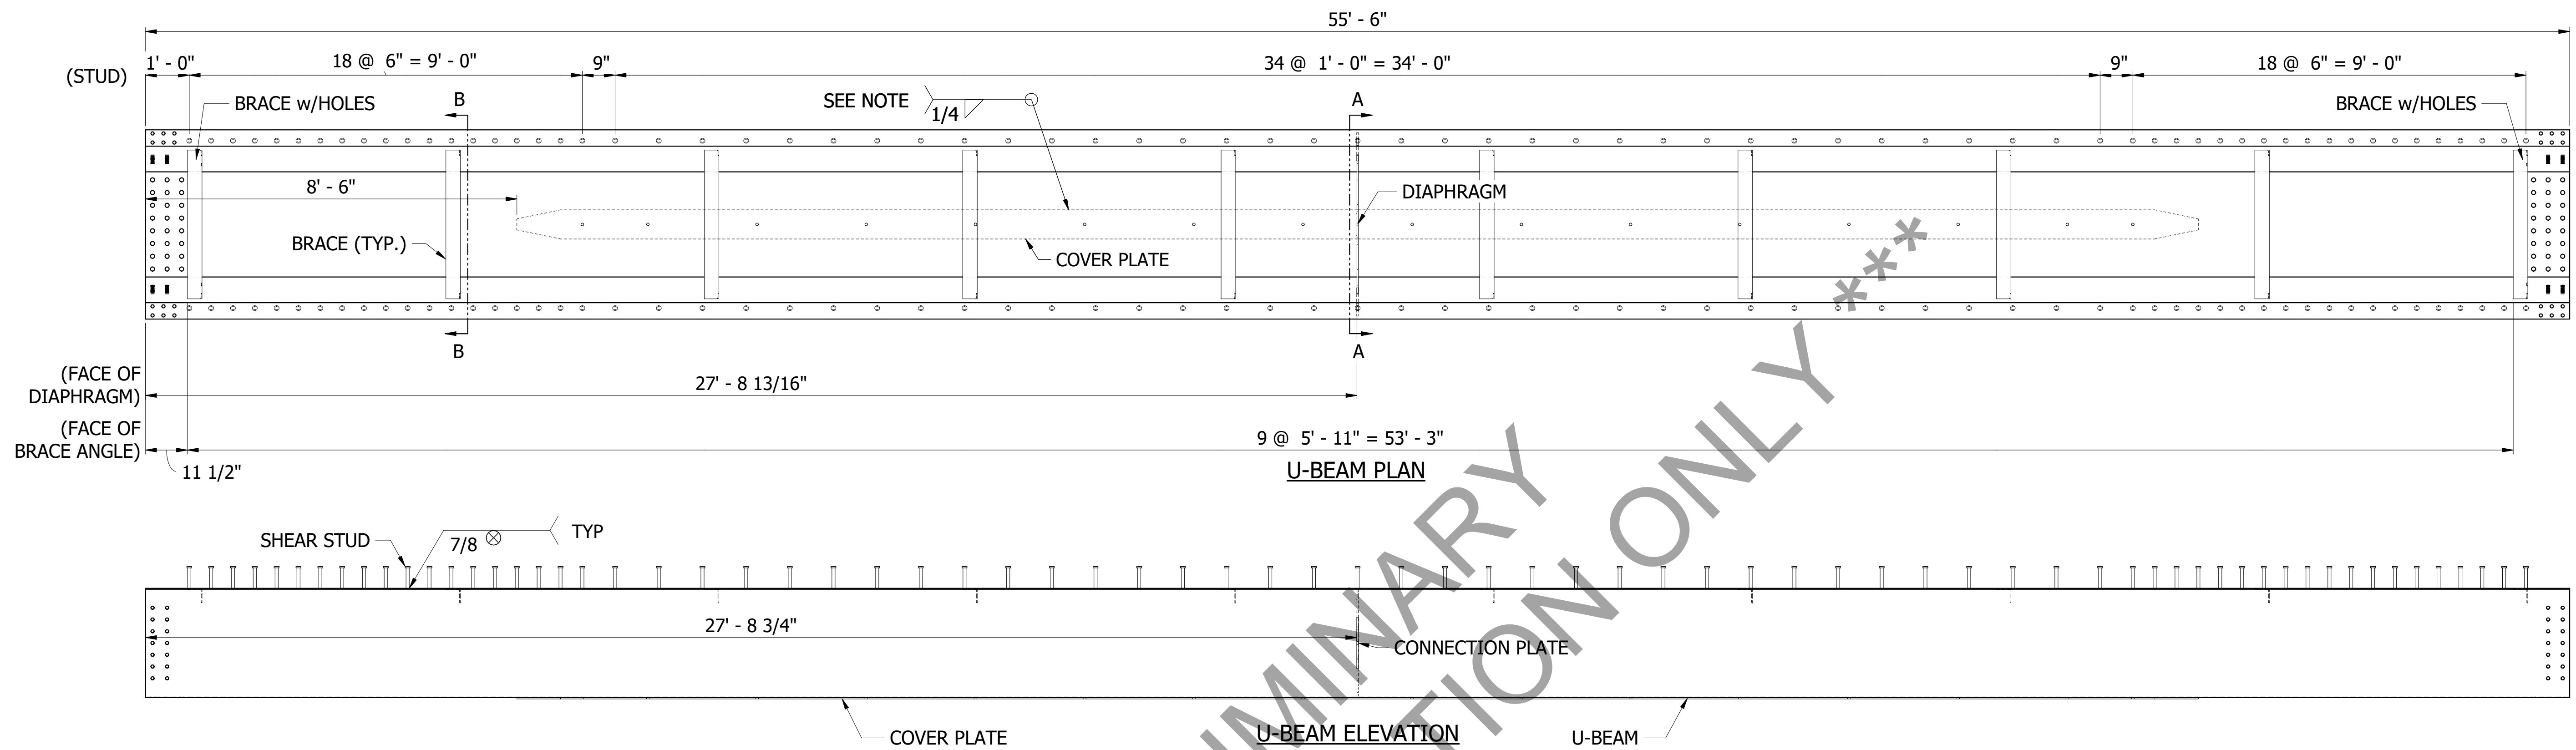 55' - 6"
(STUD)
1' - 0"
18 @ 6" = 9' - 0"
9"
34 @ 1' - 0" = 34' - 0"
9"
18 @ 6" = 9' - 0"
BRACE w/HOLES
B
SEE NOTE
1/4
A
BRACE w/HOLES
8' - 6"
DIAPHRAGM
BRACE (TYP.)
COVER PLATE
B
A
(FACE OF
DIAPHRAGM)
27' - 8 13/16"
(FACE OF
BRACE ANGLE)
11 1/2"
9 @ 5' - 11" = 53' - 3"
U-BEAM PLAN
SHEAR STUD
7/8
TYP
27' - 8 3/4"
CONNECTION PLATE
COVER PLATE
U-BEAM ELEVATION
U-BEAM
MINARY
TION ONLY ***